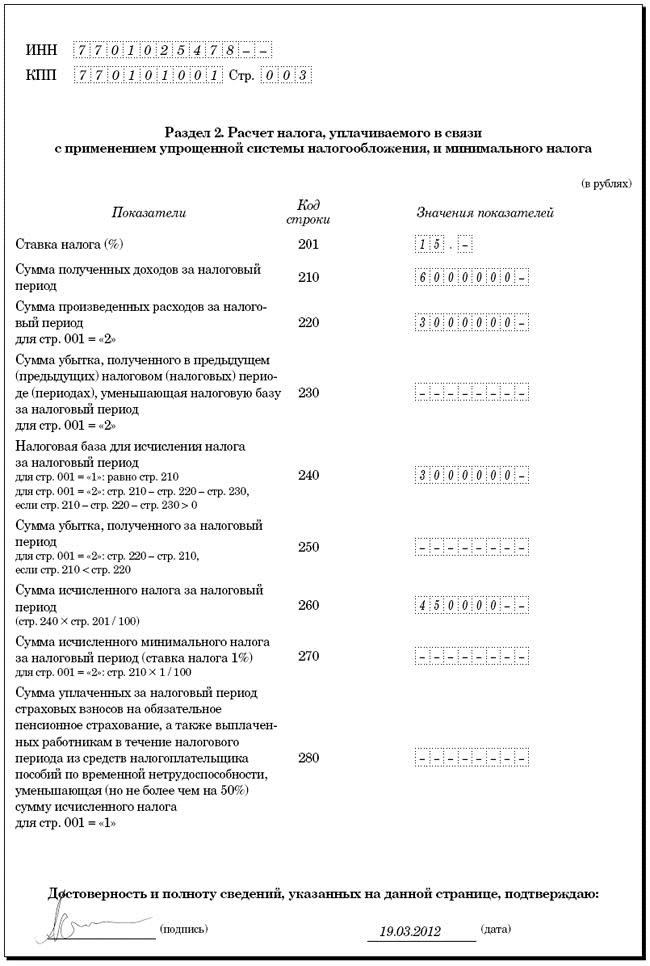 ИНН 7701025478--
КПП 770101001 Стр. 003
Раздел 2. Расчет налога, уплачиваемого в связи
с применением упрощенной системы налогообложения, и минимального налога
(в рублях)
Показатели Код строки Значения показателей
Ставка налога (%) 201 15.-
Сумма полученных доходов за налоговый
период 210 6000000-
Сумма произведенных расходов за налого-
вый период 220 3000000-
для стр. 001 = «2»
Сумма убытка, полученного в предыдущем
(предыдущих) налоговом (налоговых) перио-
де (периодах), уменьшающая налоговую базу 230 --------
за налоговый период
для стр. 001 = «2»
Налоговая база для исчисления налога
за налоговый период
для стр. 001 = «1»: равно стр. 210 240 3000000-
для стр. 001 = «2»: стр. 210 – стр. 220 – стр. 230,
если стр. 210 – стр. 220 – стр. 230 > 0
Сумма убытка, полученного за налоговый
период 250 --------
для стр. 001 = «2»: стр. 220 – стр. 210,
если стр. 210 < стр. 220
Сумма исчисленного налога за налоговый
период 260 450000--
(стр. 240 × стр. 201 / 100)
Сумма исчисленного минимального налога
за налоговый период (ставка налога 1%) 270 --------
для стр. 001 = «2»: стр. 210 × 1 / 100
Сумма уплаченных за налоговый период
страховых взносов на обязательное
пенсионное страхование, а также выплачен-
ных работникам в течение налогового
периода из средств налогоплательщика 280 --------
пособий по временной нетрудоспособности,
уменьшающая (но не более чем на 50%)
сумму исчисленного налога
для стр. 001 = «1»
Достоверность и полноту сведений, указанных на данной странице, подтверждаю:
(подпись) 19.03.2012 (дата)